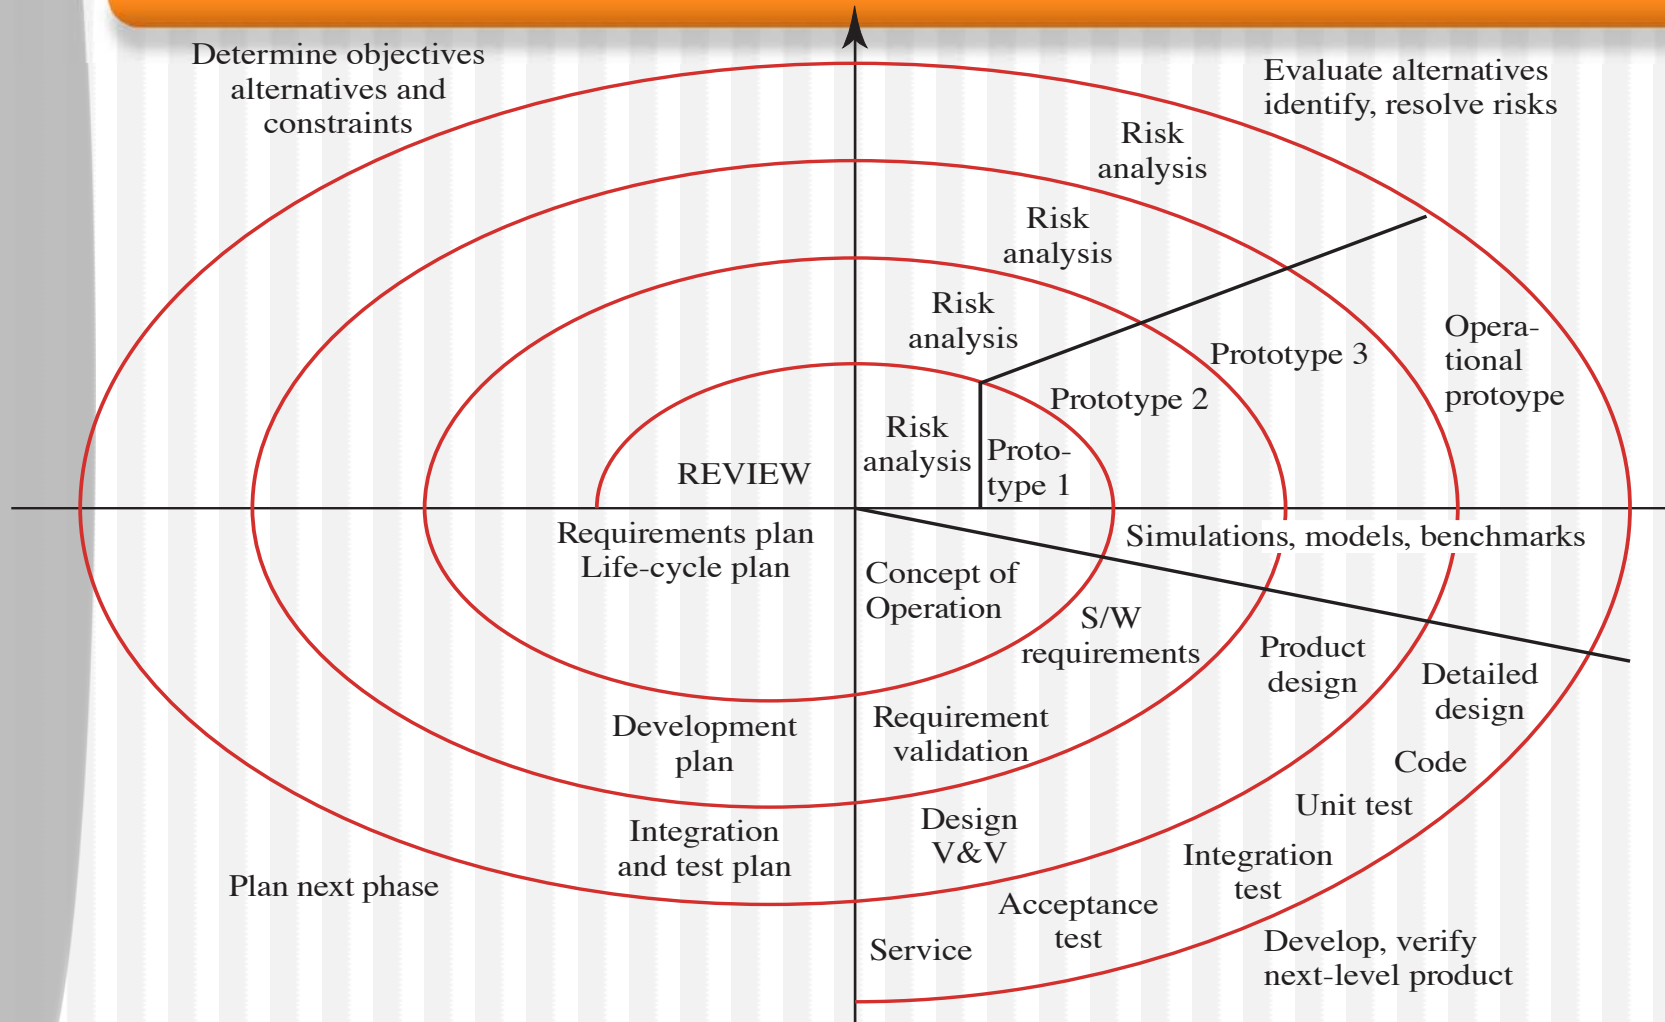 Determine objectives
alternatives and
constraints
Evaluate alternatives
identify, resolve risks
Risk
analysis
Risk
analysis
Risk
analysis
Risk
analysis
Proto-
type 1
Prototype 2
Prototype 3
Opera-
tional
protoype
REVIEW
Requirements plan
Life-cycle plan
Simulations, models, benchmarks
Concept of
Operation
S/W
requirements
Product
design
Detailed
design
Development
plan
Requirement
validation
Code
Unit test
Integration
and test plan
Design
V&V
Integration
test
Plan next phase
Acceptance
test
Service
Develop, verify
next-level product